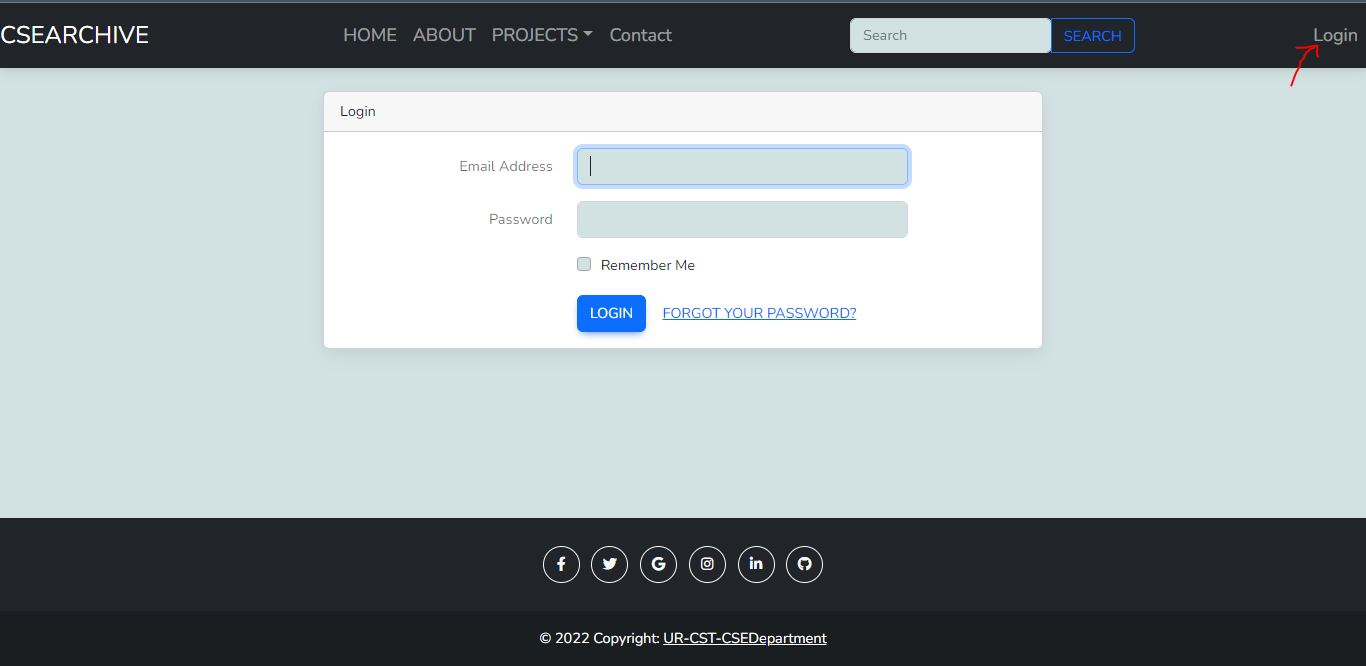 CSEARCHIVE HOME ABOUT PROJECTS Contact Search SEARCH Login
Login
Email Address
Password
Remember Me
LOGIN FORGOT YOUR PASSWORD?
© 2022 Copyright: UR-CST-CSEDepartment